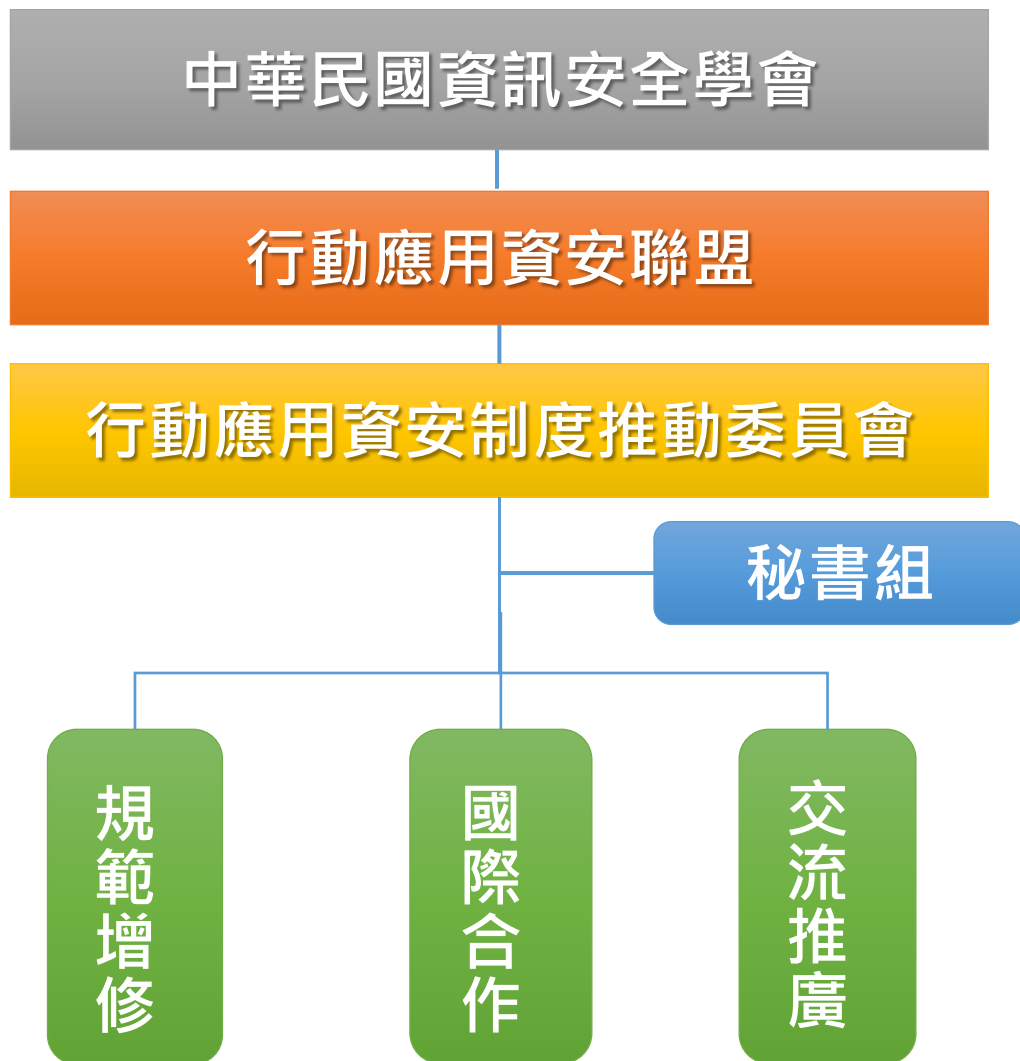 中華民國資訊安全學會
行動應用資安聯盟
行動應用資安制度推動委員會
秘書組
規範增修
國際合作
交流推廣